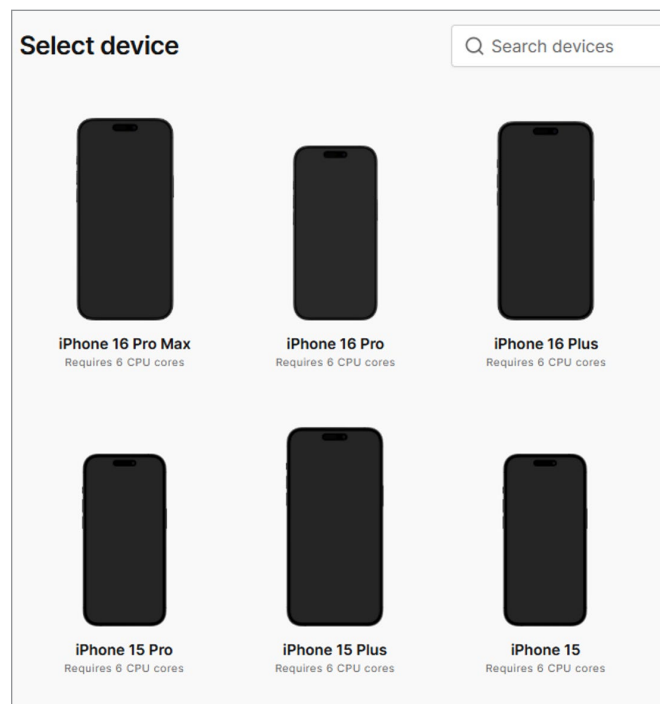 Select device
Search devices
iPhone 16 Pro Max
Requires 6 CPU cores
iPhone 16 Pro
Requires 6 CPU cores
iPhone 16 Plus
Requires 6 CPU cores
iPhone 15 Pro
Requires 6 CPU cores
iPhone 15 Plus
Requires 6 CPU cores
iPhone 15
Requires 6 CPU cores